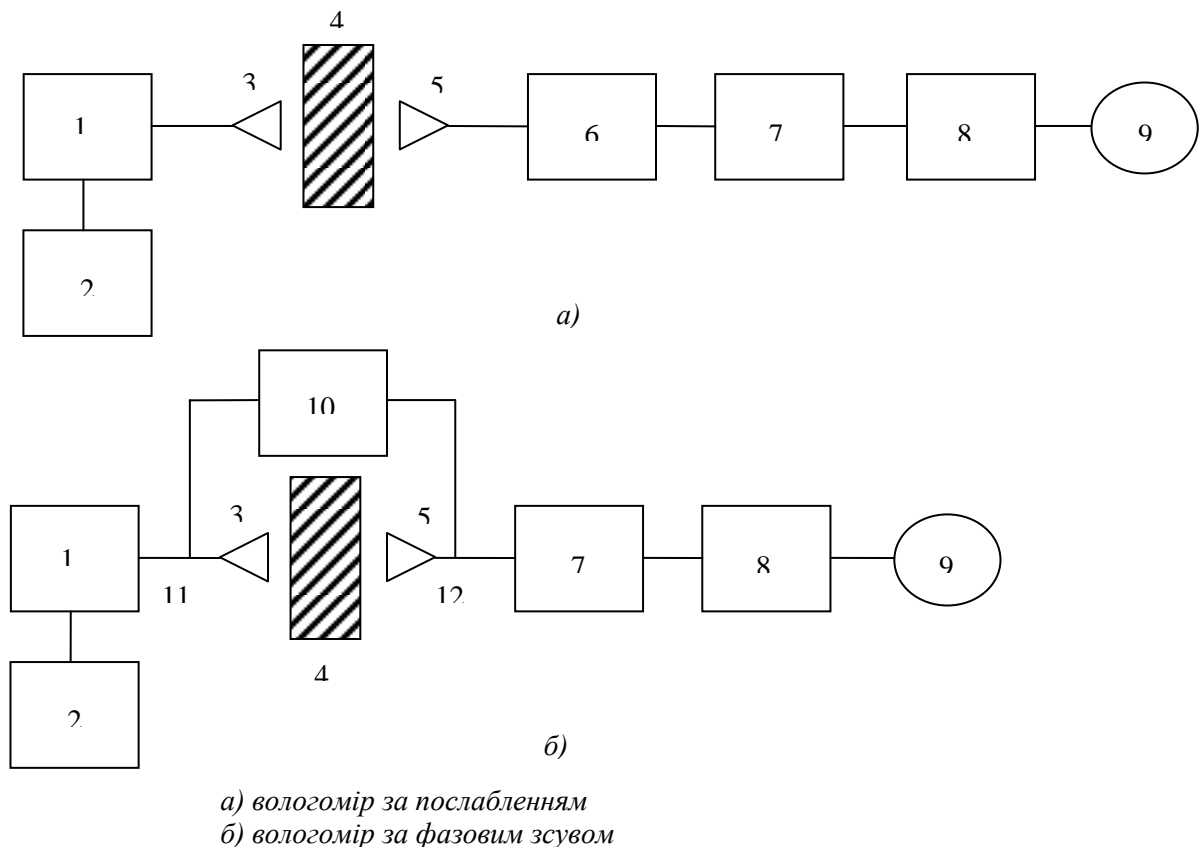 4
3 5
1 6 7 8 9
2
а)
10
3 5
1 7 8 9
11 12
4
2
б)
а) вологомір за послабленням
б) вологомір за фазовим зсувом